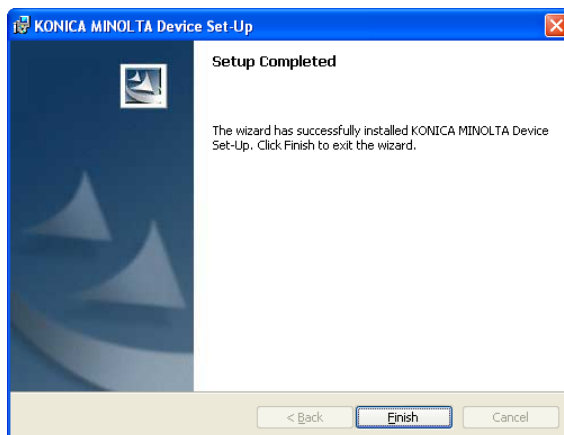 KONICA MINOLTA Device Set-Up
Setup Completed
The wizard has successfully installed KONICA MINOLTA Device
Set-Up. Click Finish to exit the wizard.
< Back Finish Cancel